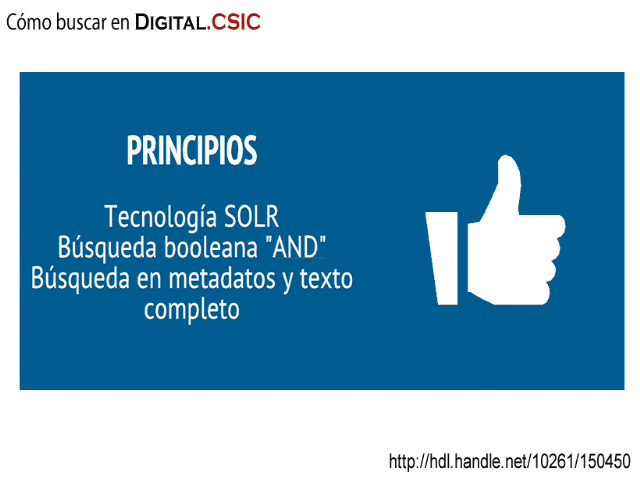 Cómo buscar en DIGITAL.CSIC
PRINCIPIOS
Tecnología SOLR
Búsqueda booleana "AND"
Búsqueda en metadatos y texto
completo
http://hdl.handle.net/10261/150450